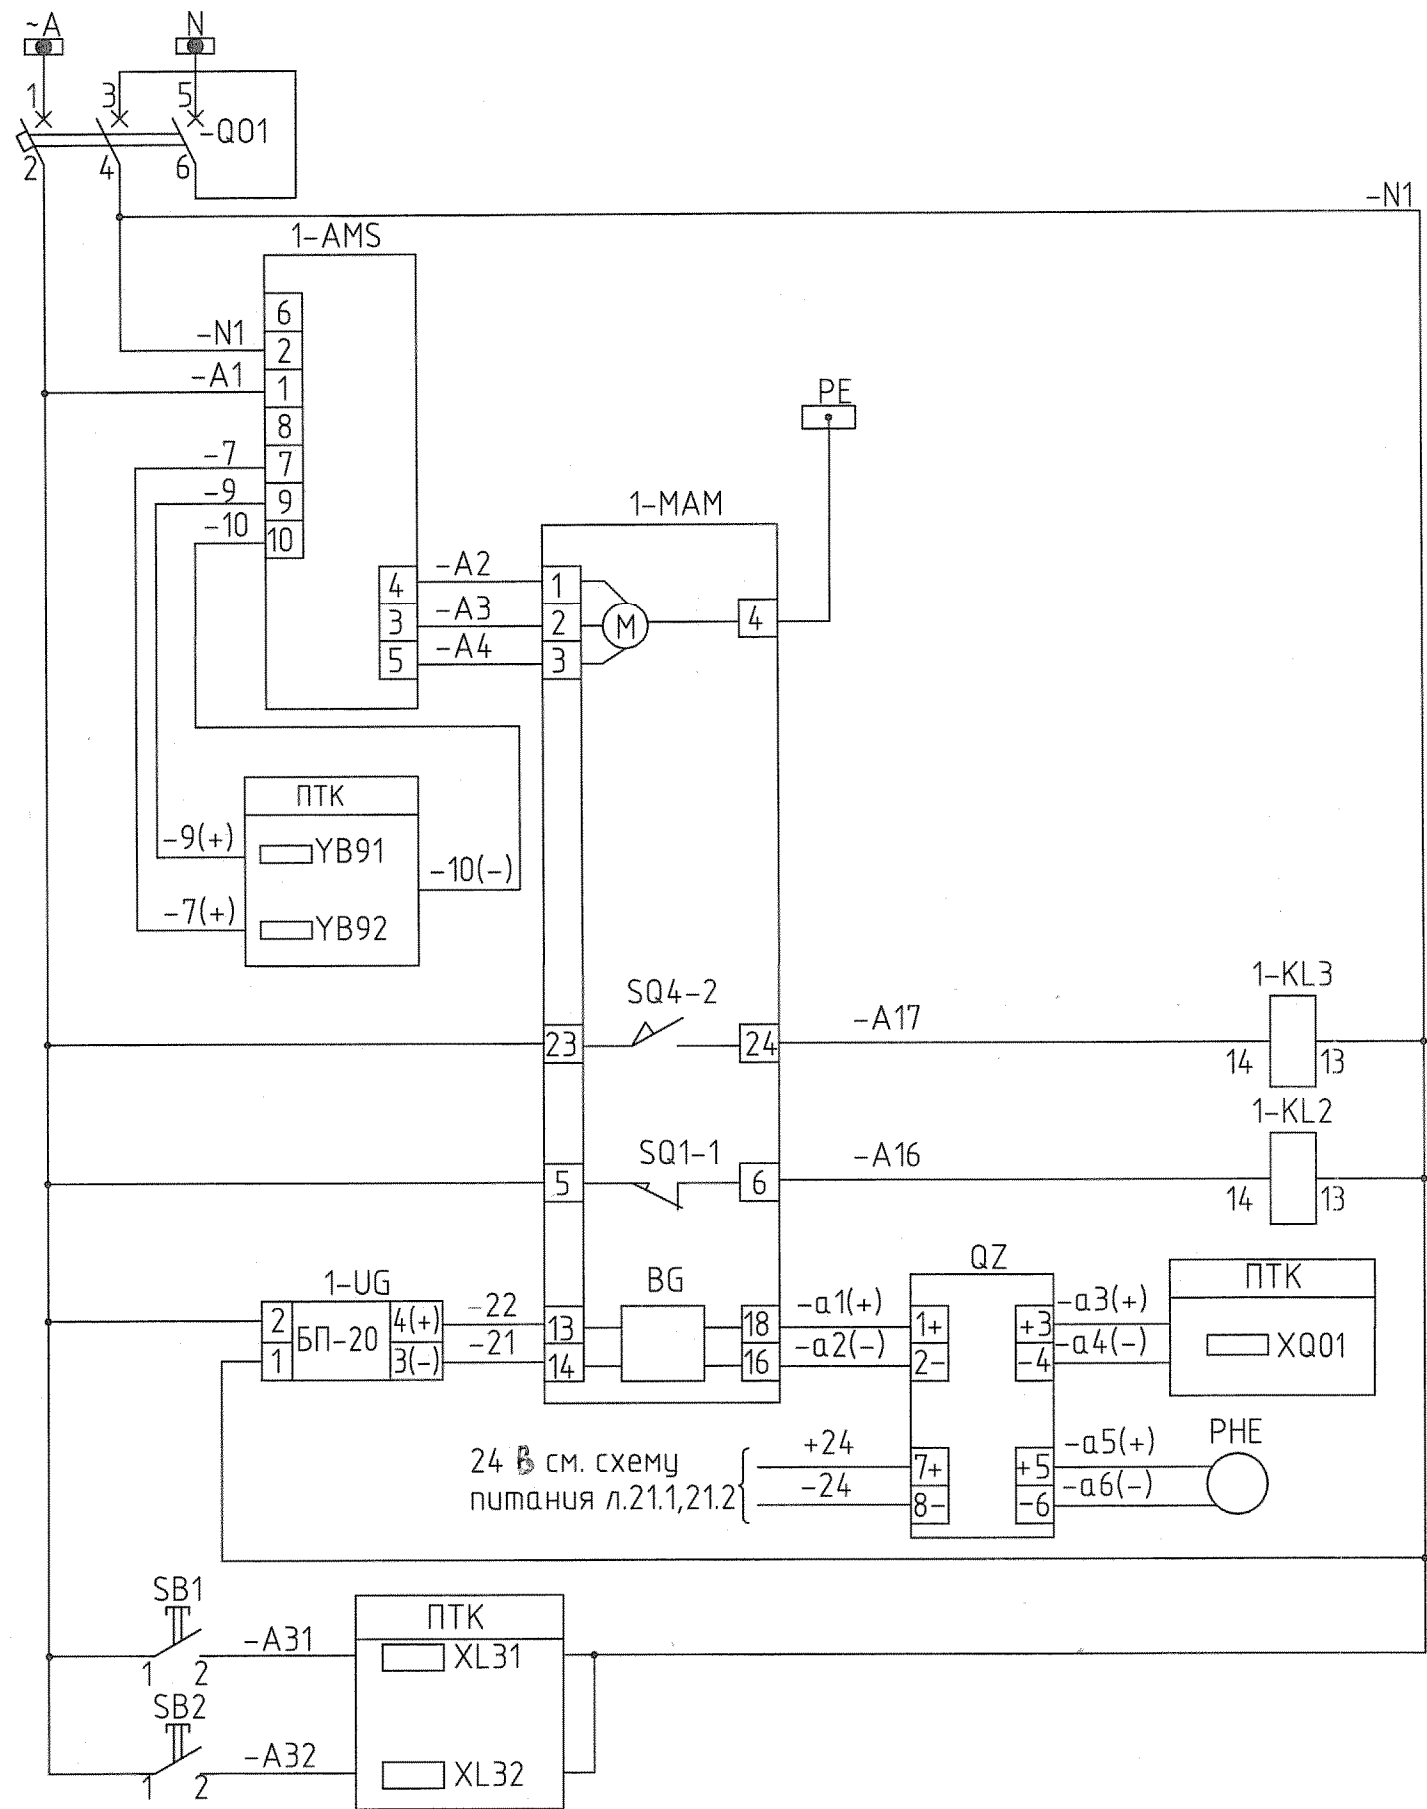 ~A
N
1
3
5
-Q01
2
4
6
-N1
1-AMS
6
-N1
2
-A1
1
8
-7
7
-9
9
-10
10
PE
1-MAM
4
-A2
1
3
-A3
2
M
4
5
-A4
3
ПТК
-9(+)
YB91
-10(-)
-7(+)
YB92
SQ4-2
23
24
-A17
1-KL3
14
13
SQ1-1
5
6
-A16
1-KL2
14
13
1-UG
2
БП-20
4(+)
-22
1
3(-)
-21
BG
13
18
-a1(+)
14
16
-a2(-)
QZ
1+
+3
-a3(+)
2-
-4
-a4(-)
ПТК
XQ01
24 В см. схему
питания л.21.1,21.2
+24
7+
+5
-a5(+)
-24
8-
-6
-a6(-)
PHE
SB1
1
2
-A31
ПТК
XL31
SB2
1
2
-A32
XL32